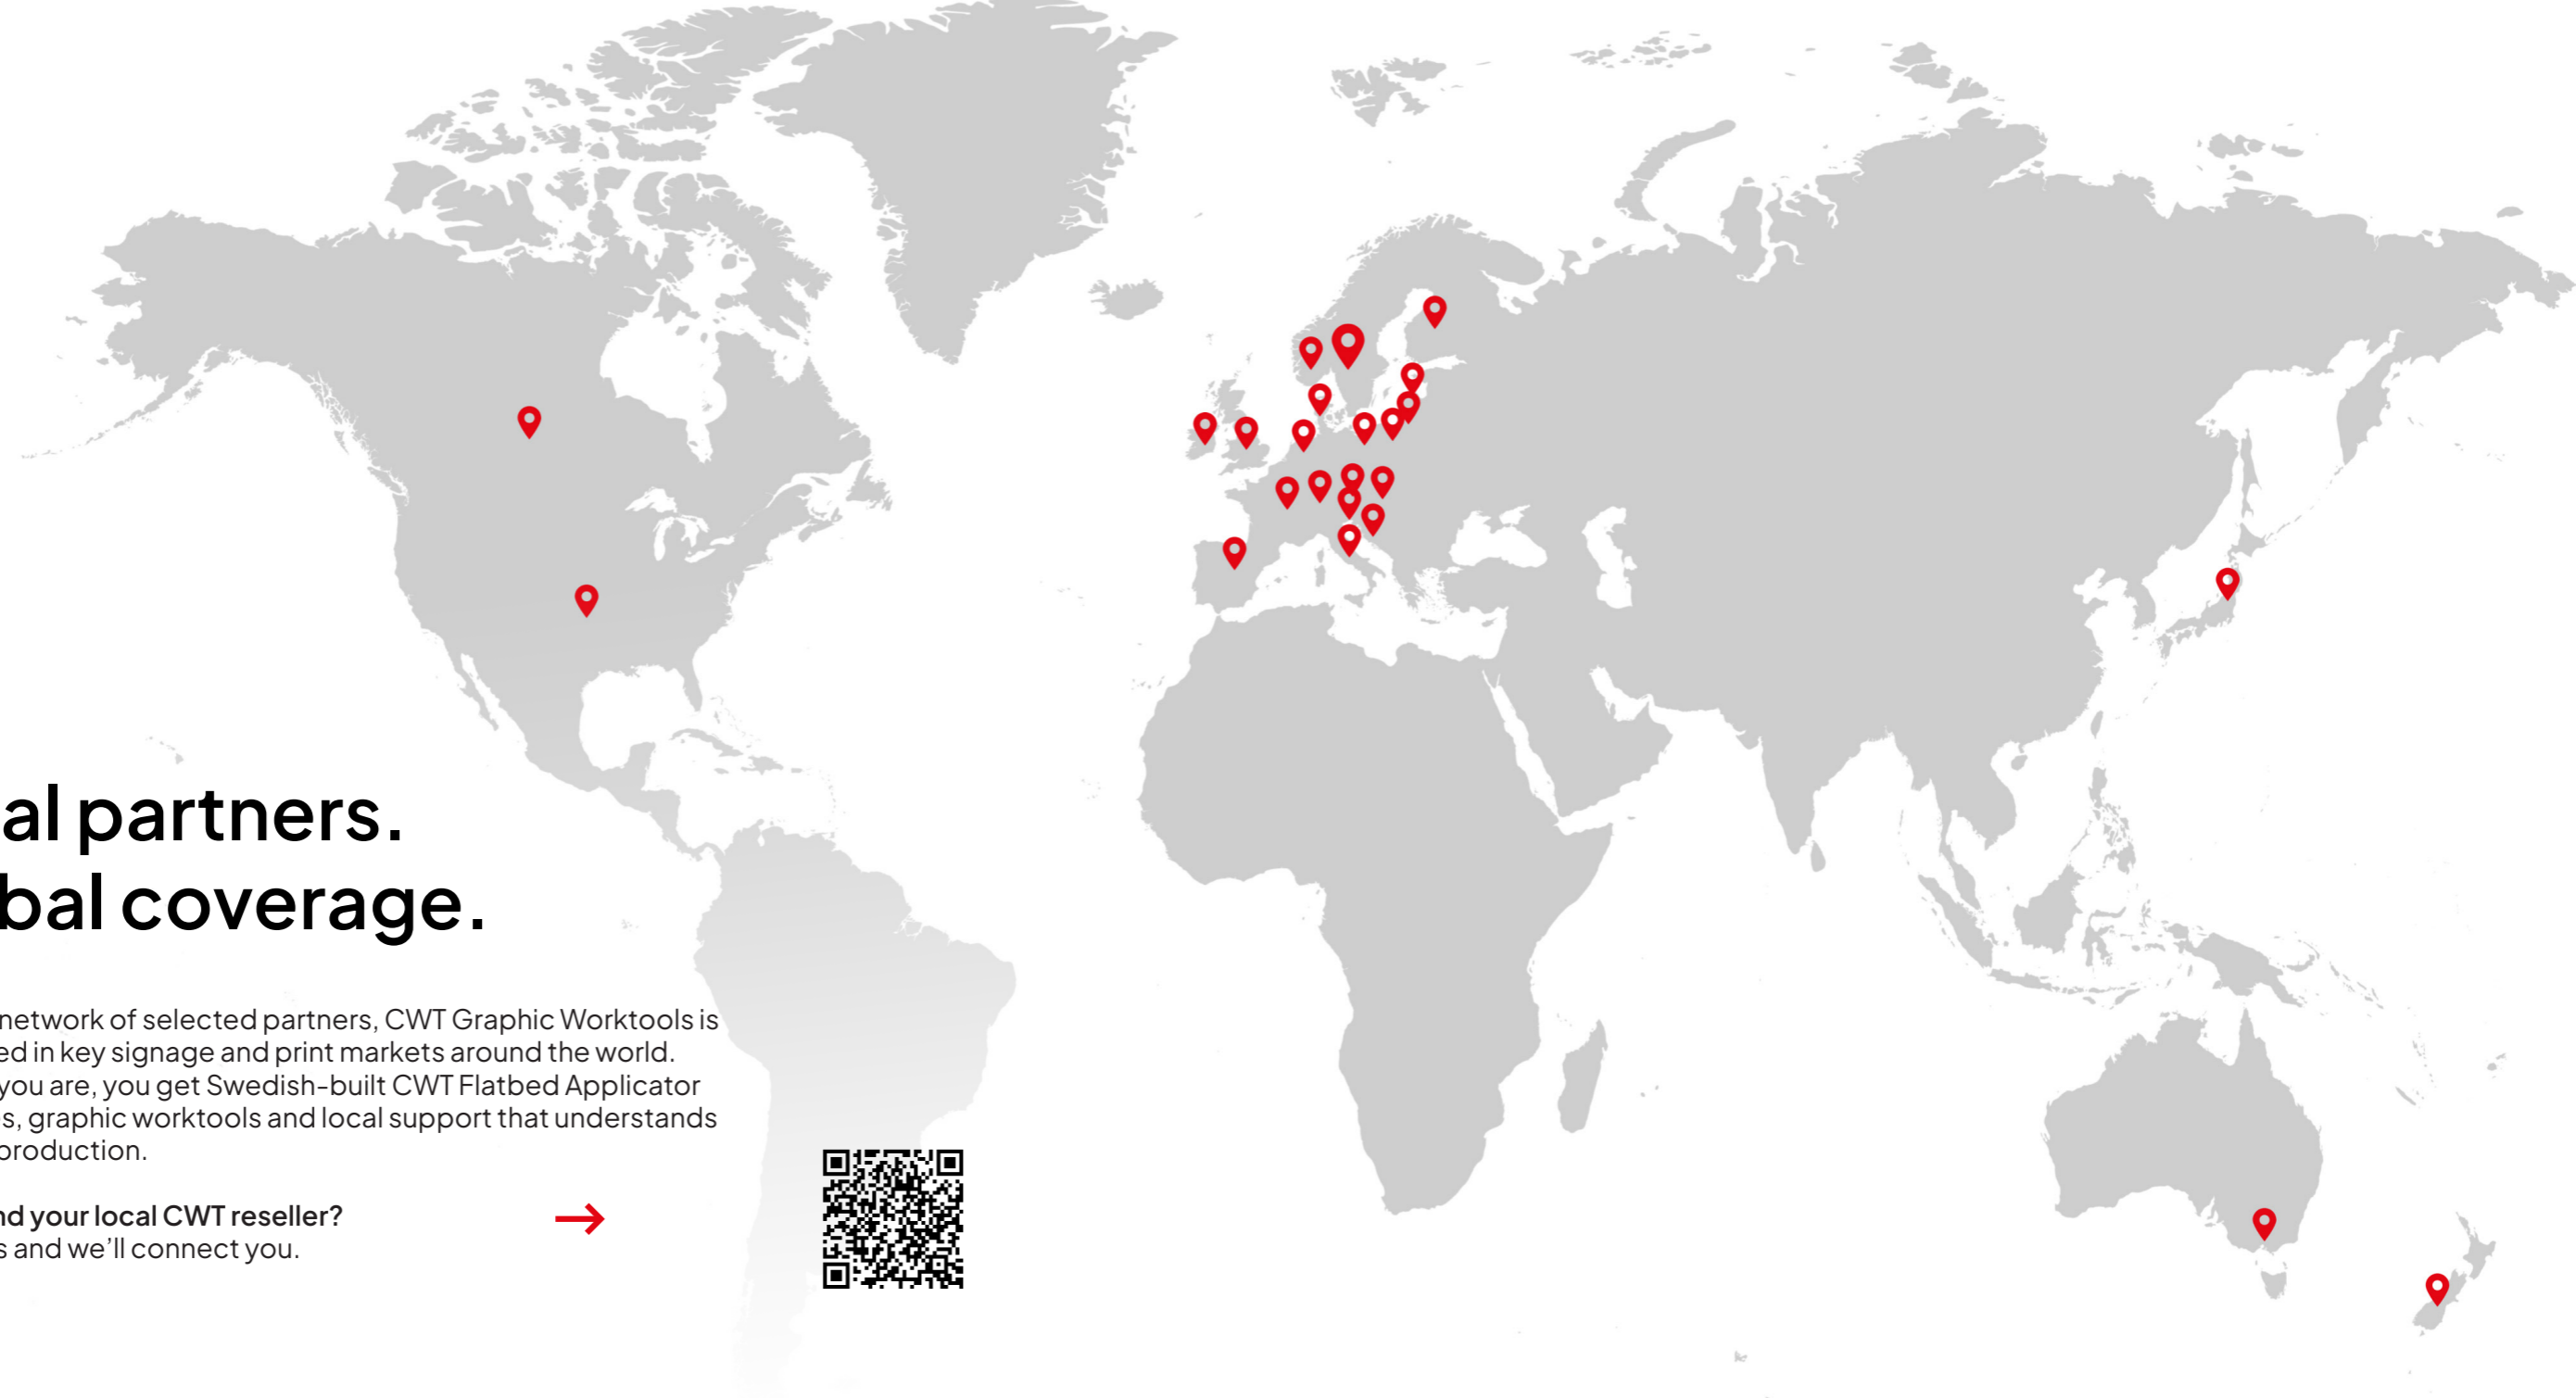 al partners.
bal coverage.
network of selected partners, CWT Graphic Worktools is
ed in key signage and print markets around the world.
you are, you get Swedish-built CWT Flatbed Applicator
s, graphic worktools and local support that understands
production.
nd your local CWT reseller?
s and we'll connect you.